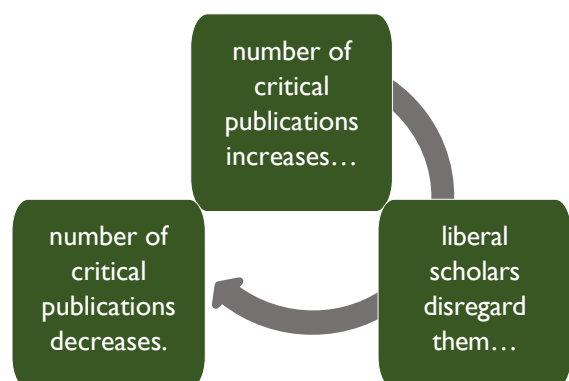 number of
critical
publications
increases…
liberal
scholars
disregard
them…
number of
critical
publications
decreases.